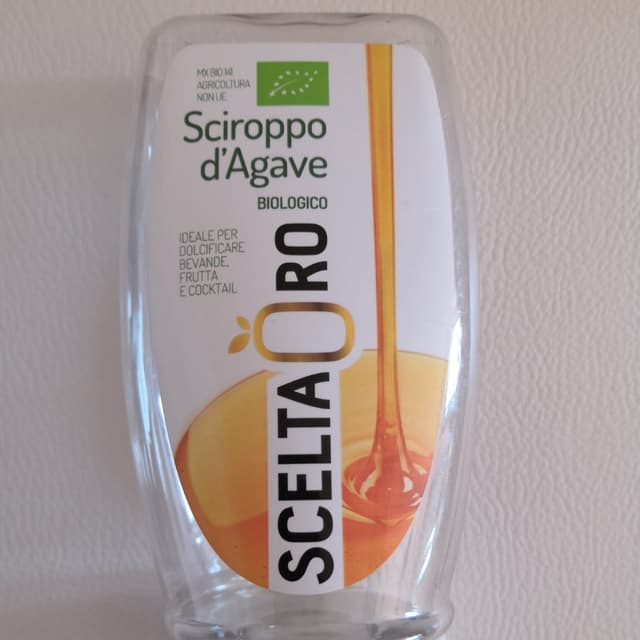 MX BIO 141
AGRICOLTURA
NON UE
Sciroppo
d'Agave
BIOLOGICO
IDEALE PER
DOLCIFICARE
BEVANDE,
FRUTTA
E COCKTAIL
SCELTA ORO